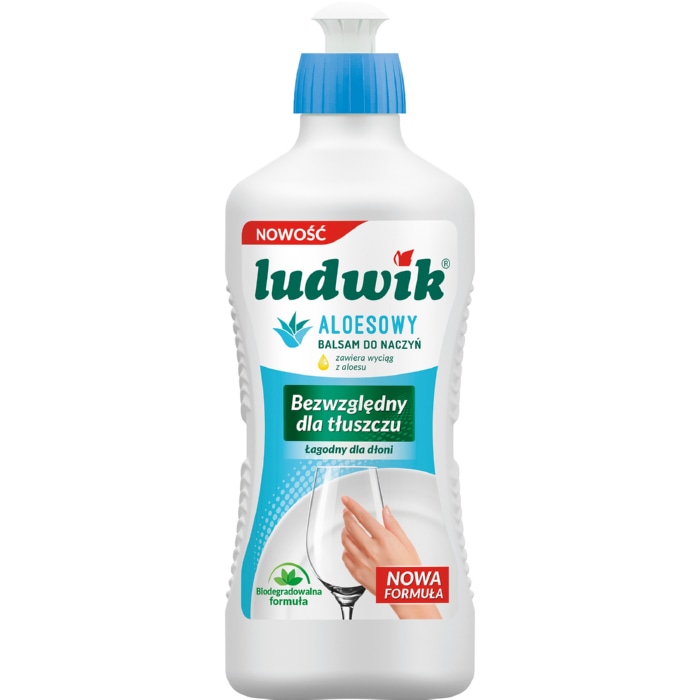 NOWOŚĆ
ludwik®
ALOESOWY
BALSAM DO NACZYŃ
zawiera wyciąg
z aloesu
Bezwzględny
dla tłuszczu
Łagodny dla dłoni
Biodegradowalna
formuła
NOWA
FORMUŁA